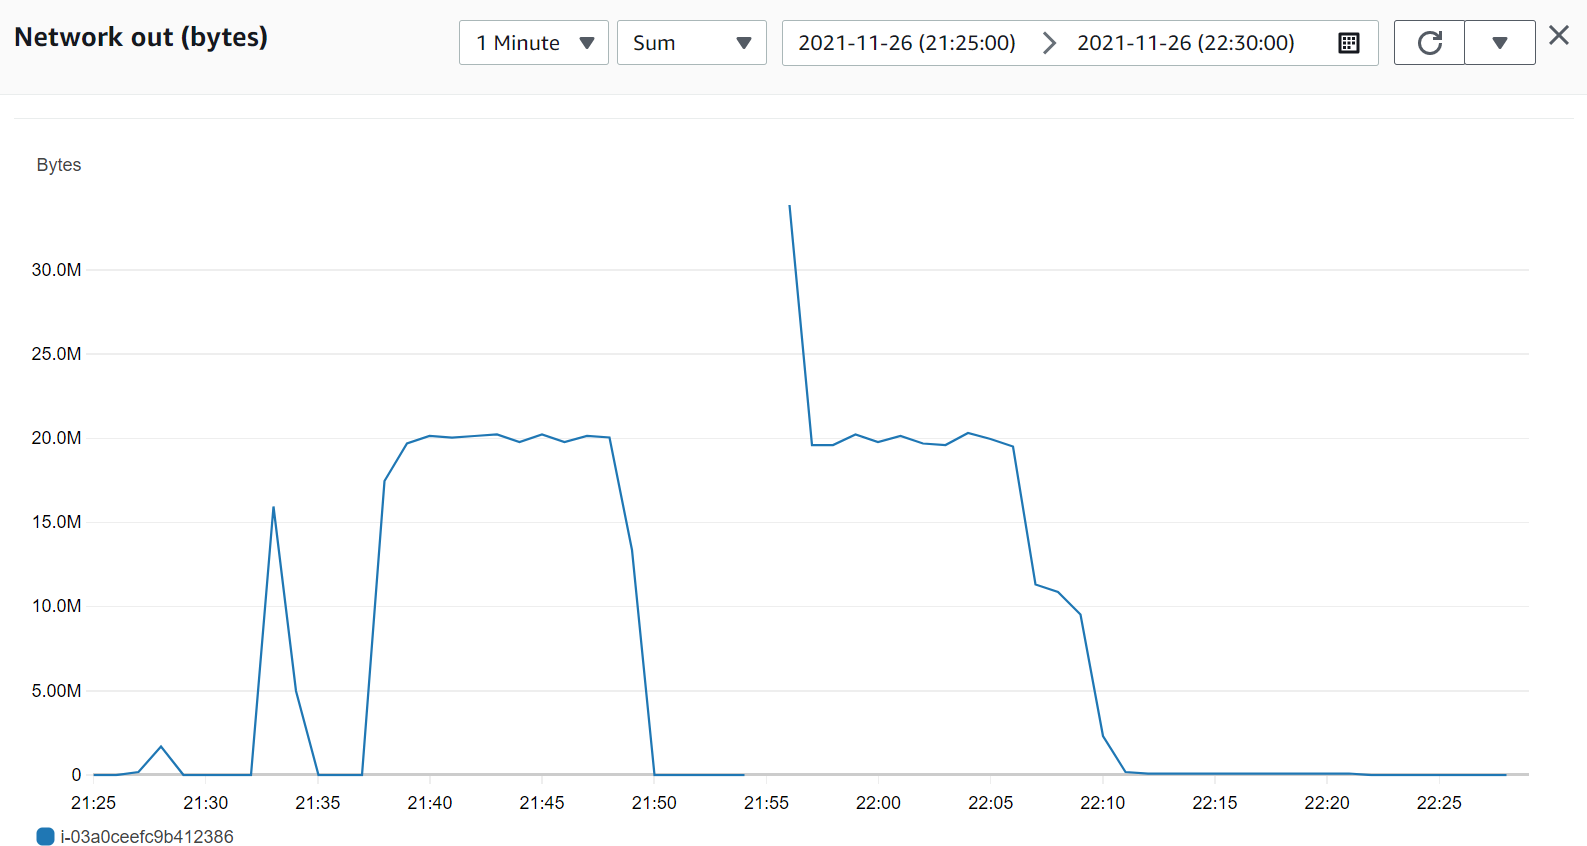 Network out (bytes)
1 Minute
Sum
2021-11-26 (21:25:00)
2021-11-26 (22:30:00)
Bytes
30.0M
25.0M
20.0M
15.0M
10.0M
5.00M
0
21:25 21:30 21:35 21:40 21:45 21:50 21:55 22:00 22:05 22:10 22:15 22:20 22:25
i-03a0ceefc9b412386